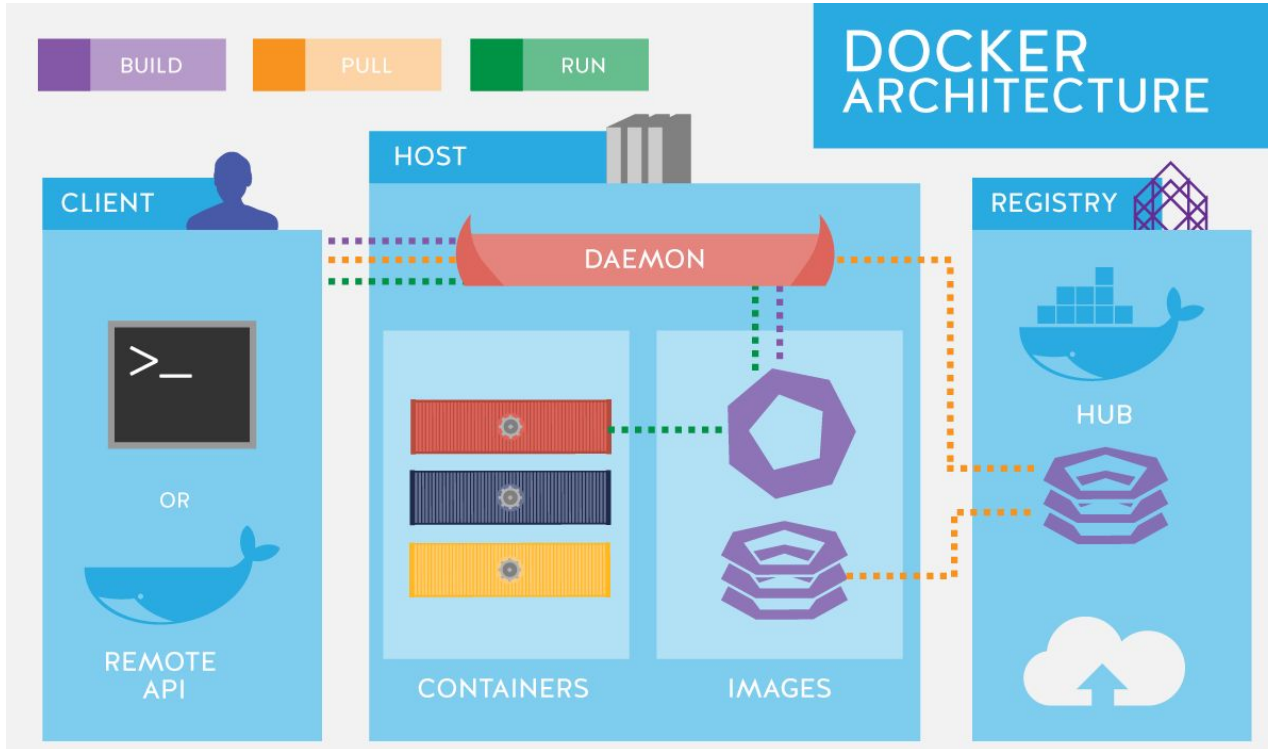 BUILD
PULL
RUN
DOCKER
ARCHITECTURE
CLIENT
>_
OR
REMOTE
API
HOST
DAEMON
CONTAINERS
IMAGES
REGISTRY
HUB